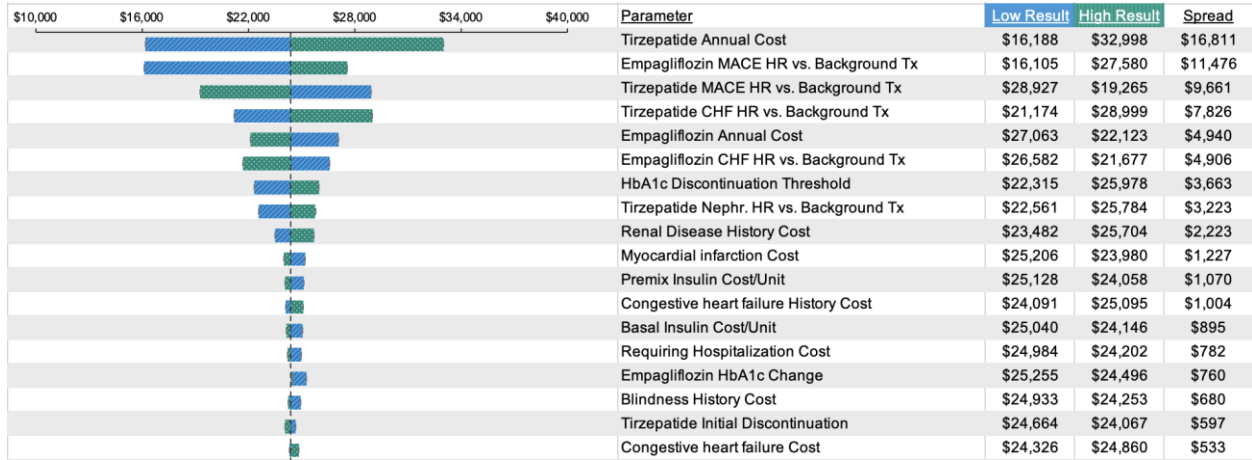 $10,000 $16,000 $22,000 $28,000 $34,000 $40,000 Parameter Low Result High Result Spread
Tirzepatide Annual Cost $16,188 $32,998 $16,811
Empagliflozin MACE HR vs. Background Tx $16,105 $27,580 $11,476
Tirzepatide MACE HR vs. Background Tx $28,927 $19,265 $9,661
Tirzepatide CHF HR vs. Background Tx $21,174 $28,999 $7,826
Empagliflozin Annual Cost $27,063 $22,123 $4,940
Empagliflozin CHF HR vs. Background Tx $26,582 $21,677 $4,906
HbA1c Discontinuation Threshold $22,315 $25,978 $3,663
Tirzepatide Nephr. HR vs. Background Tx $22,561 $25,784 $3,223
Renal Disease History Cost $23,482 $25,704 $2,223
Myocardial infarction Cost $25,206 $23,980 $1,227
Premix Insulin Cost/Unit $25,128 $24,058 $1,070
Congestive heart failure History Cost $24,091 $25,095 $1,004
Basal Insulin Cost/Unit $25,040 $24,146 $895
Requiring Hospitalization Cost $24,984 $24,202 $782
Empagliflozin HbA1c Change $25,255 $24,496 $760
Blindness History Cost $24,933 $24,253 $680
Tirzepatide Initial Discontinuation $24,664 $24,067 $597
Congestive heart failure Cost $24,326 $24,860 $533